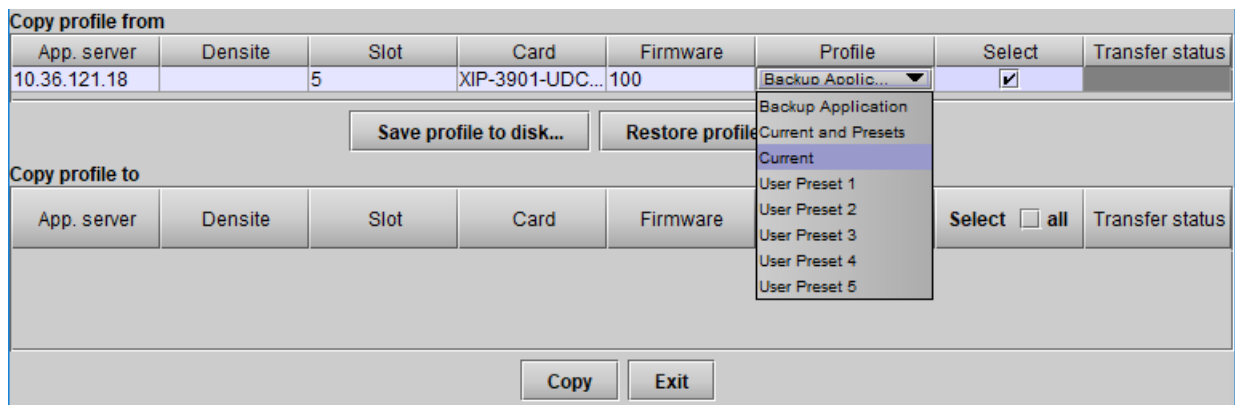 Copy profile from
App. server Densite Slot Card Firmware Profile Select Transfer status
10.36.121.18 5 XIP-3901-UDC... 100 Backup Applic...
Backup Application
Save profile to disk... Restore profile Current and Presets
Current
Copy profile to
User Preset 1
App. server Densite Slot Card Firmware User Preset 2 Select all Transfer status
User Preset 3
User Preset 4
User Preset 5
Copy Exit